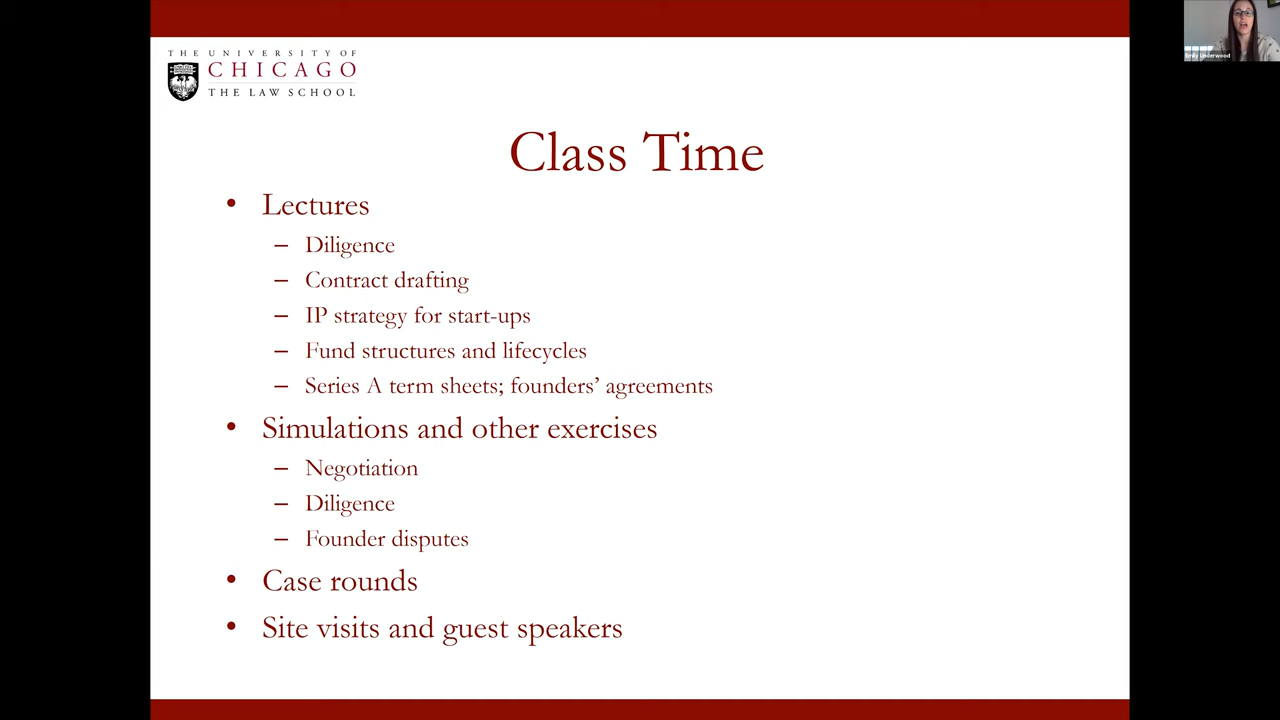 THE UNIVERSITY OF
CHICAGO
THE LAW SCHOOL
Class Time
• Lectures
– Diligence
– Contract drafting
– IP strategy for start-ups
– Fund structures and lifecycles
– Series A term sheets; founders’ agreements
• Simulations and other exercises
– Negotiation
– Diligence
– Founder disputes
• Case rounds
• Site visits and guest speakers
Emily Underwood